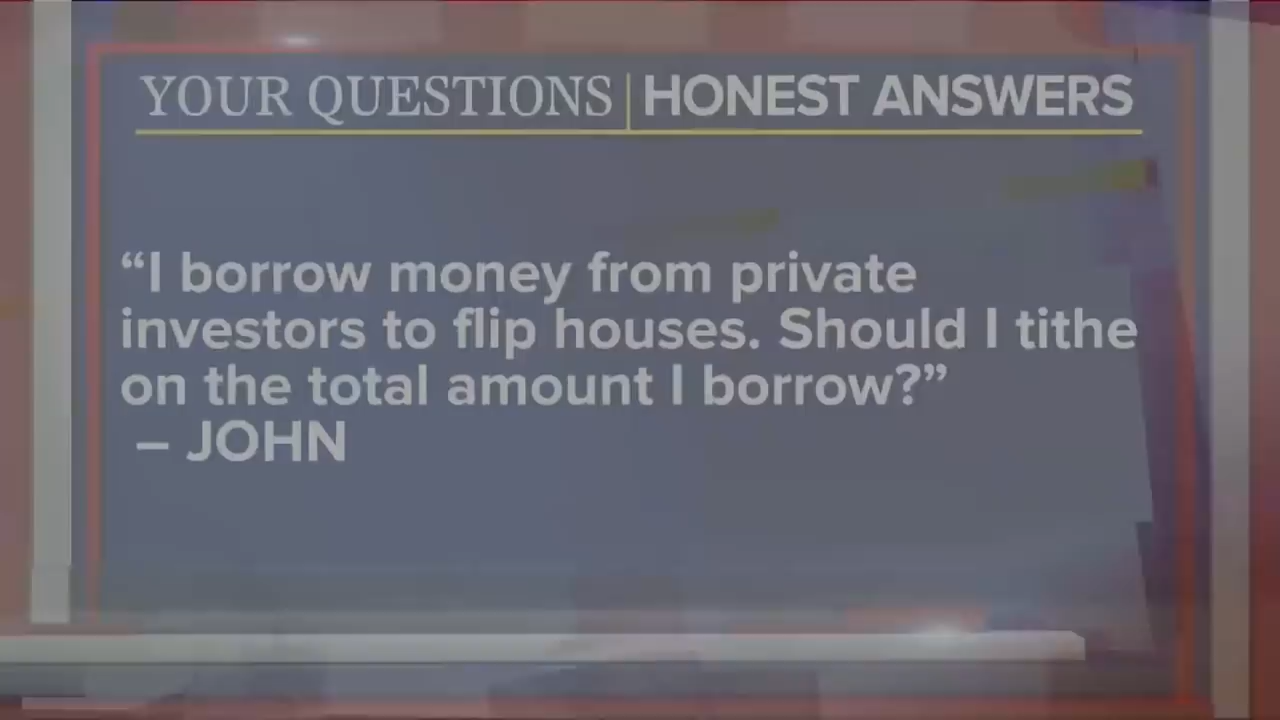 YOUR QUESTIONS | HONEST ANSWERS
“I borrow money from private
investors to flip houses. Should I tithe
on the total amount I borrow?”
– JOHN